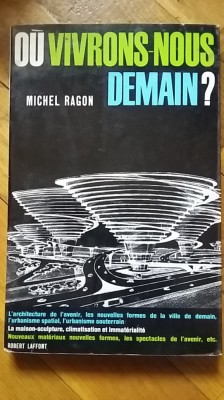 OÙ VIVRONS-NOUS
DEMAIN ?
MICHEL RAGON
L'architecture de l'avenir, les nouvelles formes de la ville de demain,
l'urbanisme spatial, l'urbanisme souterrain
La maison-sculpture, climatisation et immatérialité
Nouveaux matériaux nouvelles formes, les spectacles de l'avenir, etc.
ROBERT LAFFONT